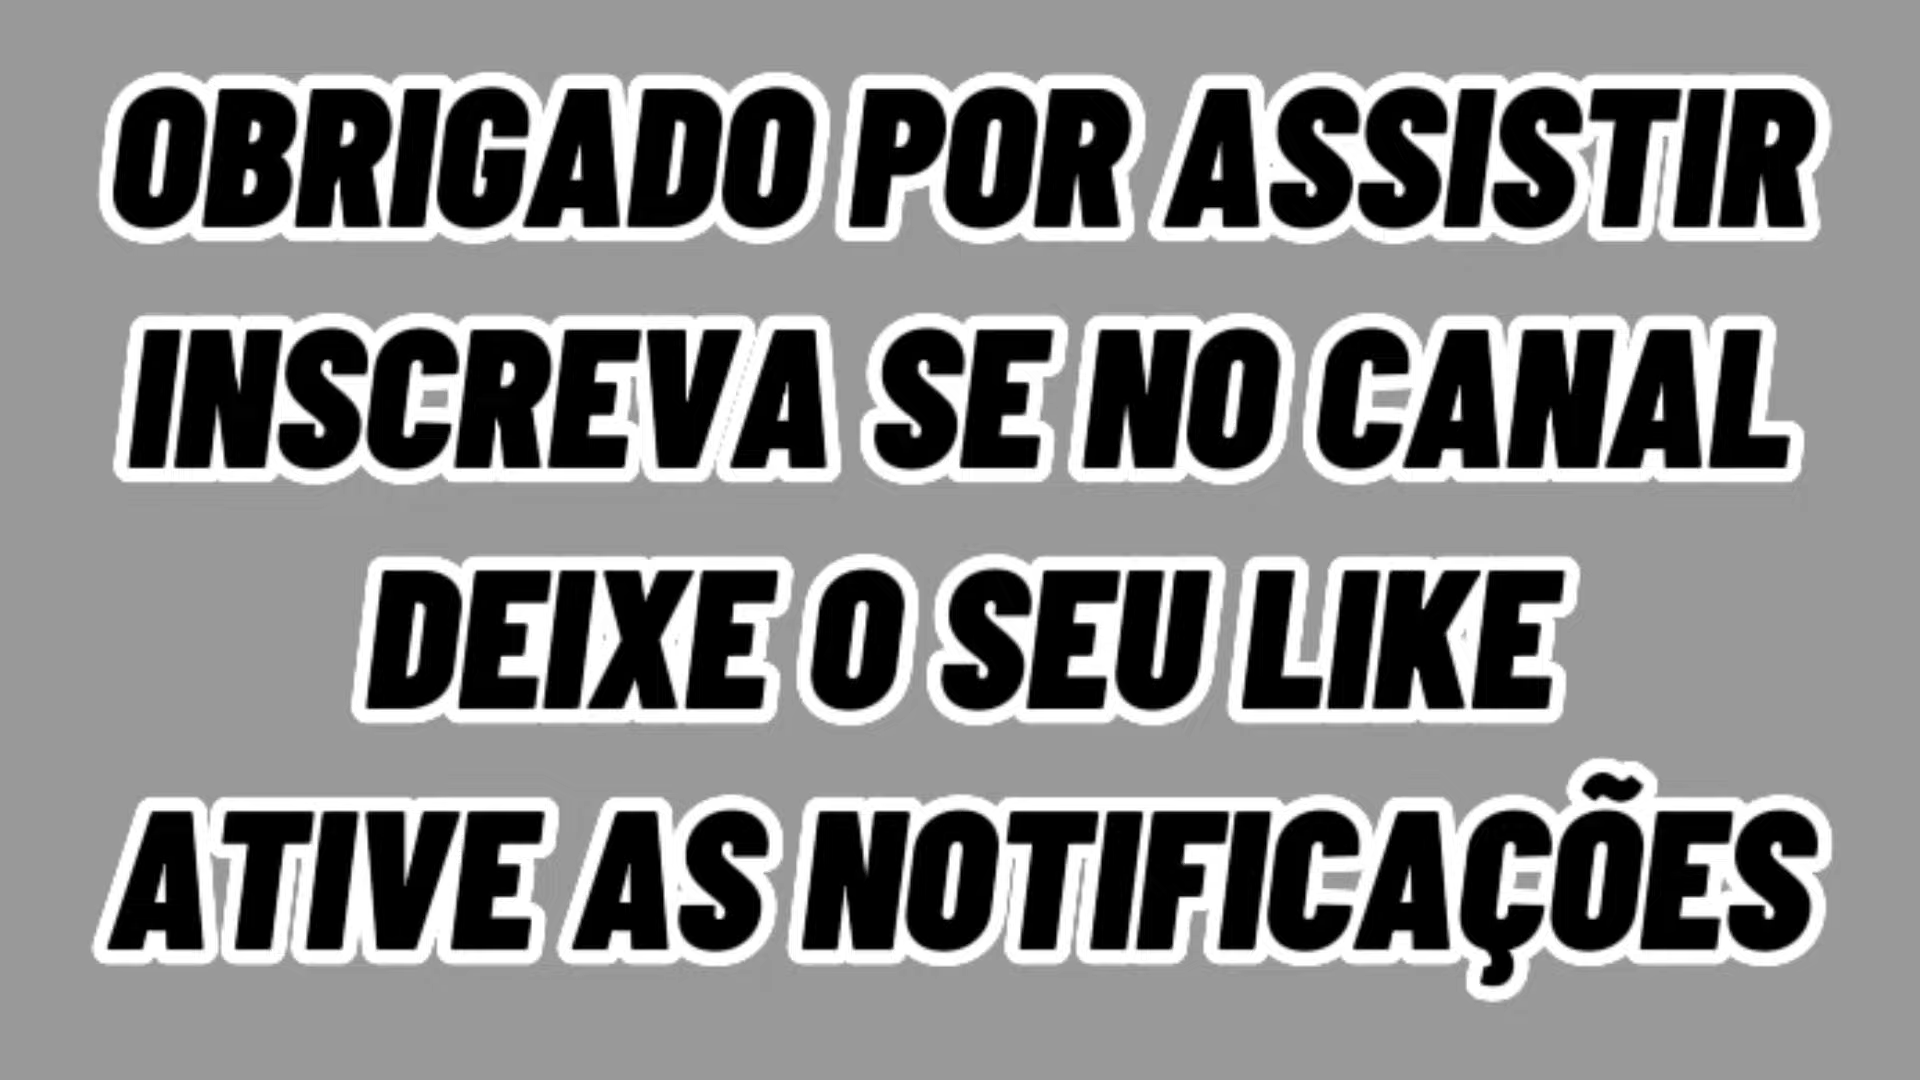 OBRIGADO POR ASSISTIR
INSCREVA SE NO CANAL
DEIXE O SEU LIKE
ATIVE AS NOTIFICAÇÕES